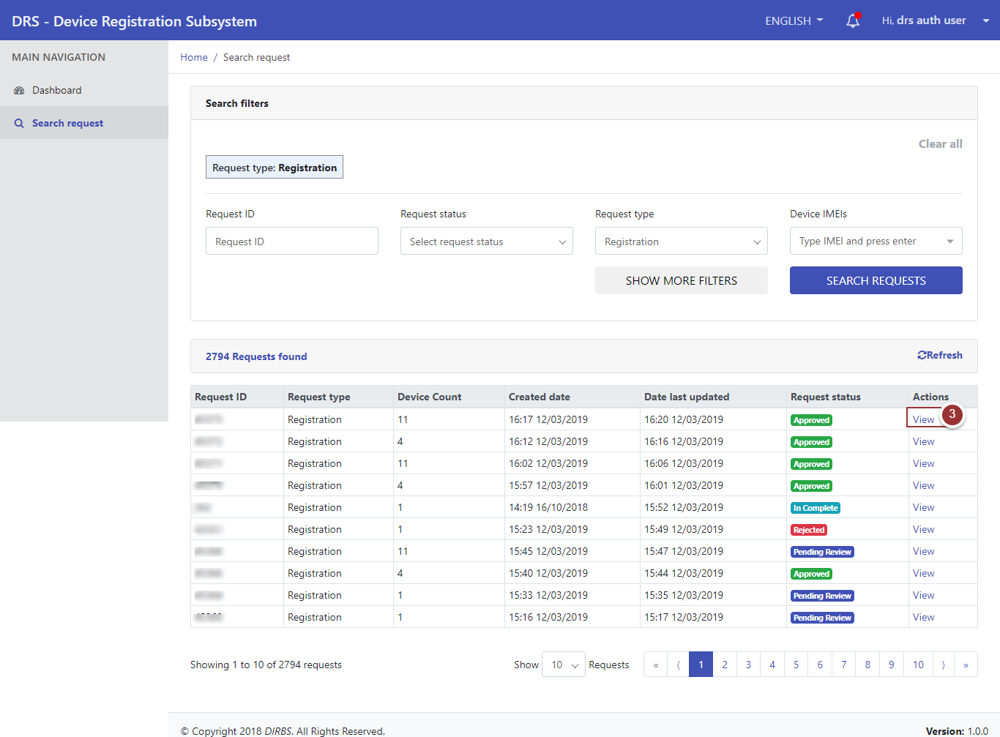 DRS - Device Registration Subsystem
ENGLISH
Hi, drs auth user
MAIN NAVIGATION
Dashboard
Search request
Home / Search request
Search filters
Clear all
Request type: Registration
Request ID Request status Request type Device IMEIs
Request ID Select request status Registration Type IMEI and press enter
SHOW MORE FILTERS SEARCH REQUESTS
2794 Requests found Refresh
Request ID Request type Device Count Created date Date last updated Request status Actions
Registration 11 16:17 12/03/2019 16:20 12/03/2019 Approved View 3
Registration 4 16:12 12/03/2019 16:16 12/03/2019 Approved View
Registration 11 16:02 12/03/2019 16:06 12/03/2019 Approved View
Registration 4 15:57 12/03/2019 16:01 12/03/2019 Approved View
Registration 1 14:19 16/10/2018 15:52 12/03/2019 In Complete View
Registration 1 15:23 12/03/2019 15:49 12/03/2019 Rejected View
Registration 11 15:45 12/03/2019 15:47 12/03/2019 Pending Review View
Registration 4 15:40 12/03/2019 15:44 12/03/2019 Approved View
Registration 1 15:33 12/03/2019 15:35 12/03/2019 Pending Review View
Registration 1 15:16 12/03/2019 15:17 12/03/2019 Pending Review View
Showing 1 to 10 of 2794 requests Show 10 Requests « ⟨ 1 2 3 4 5 6 7 8 9 10 ⟩ »
© Copyright 2018 DIRBS. All Rights Reserved. Version: 1.0.0